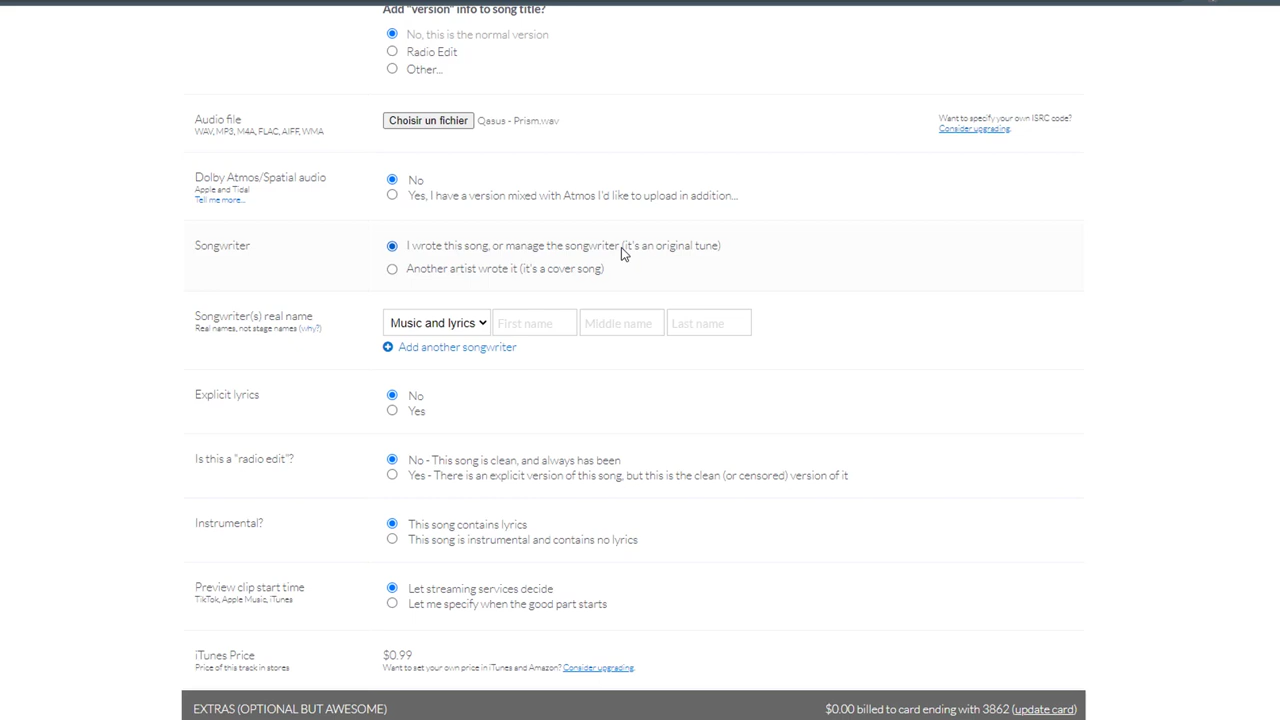 Add "version" info to song title?
No, this is the normal version
Radio Edit
Other...
Audio file
WAV, MP3, M4A, FLAC, AIFF, WMA
Choisir un fichier Qasus - Prism.wav
Want to specify your own ISRC code?
Consider upgrading.
Dolby Atmos/Spatial audio
Apple and Tidal
Tell me more...
No
Yes, I have a version mixed with Atmos I'd like to upload in addition...
Songwriter
I wrote this song, or manage the songwriter (it's an original tune)
Another artist wrote it (it's a cover song)
Songwriter(s) real name
Real names, not stage names (why?)
Music and lyrics First name Middle name Last name
Add another songwriter
Explicit lyrics
No
Yes
Is this a "radio edit"?
No - This song is clean, and always has been
Yes - There is an explicit version of this song, but this is the clean (or censored) version of it
Instrumental?
This song contains lyrics
This song is instrumental and contains no lyrics
Preview clip start time
TikTok, Apple Music, iTunes
Let streaming services decide
Let me specify when the good part starts
iTunes Price
Price of this track in stores
$0.99
Want to set your own price in iTunes and Amazon? Consider upgrading.
EXTRAS (OPTIONAL BUT AWESOME) $0.00 billed to card ending with 3862 (update card)